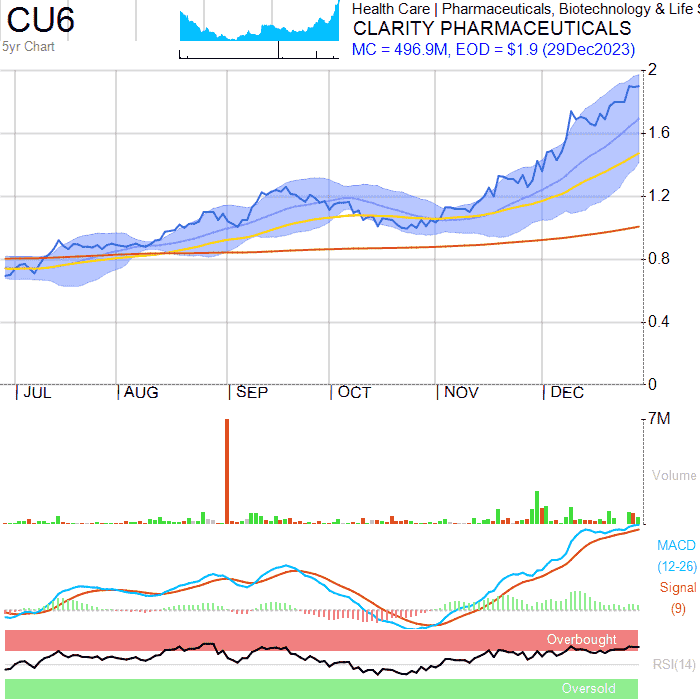 CU6
5yr Chart
Health Care | Pharmaceuticals, Biotechnology & Life S
CLARITY PHARMACEUTICALS
MC = 496.9M, EOD = $1.9 (29Dec2023)
2
1.6
1.2
0.8
0.4
0
JUL AUG SEP OCT NOV DEC
7M
Volume
MACD
(12-26)
Signal
(9)
Overbought
RSI(14)
Oversold